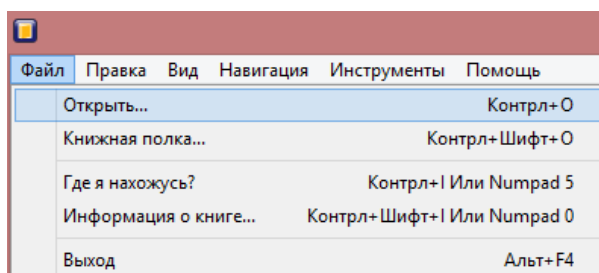 Файл Правка Вид Навигация Инструменты Помощь
Открыть... Контрл+O
Книжная полка... Контрл+Шифт+O
Где я нахожусь? Контрл+I Или Numpad 5
Информация о книге... Контрл+Шифт+I Или Numpad 0
Выход Альт+F4